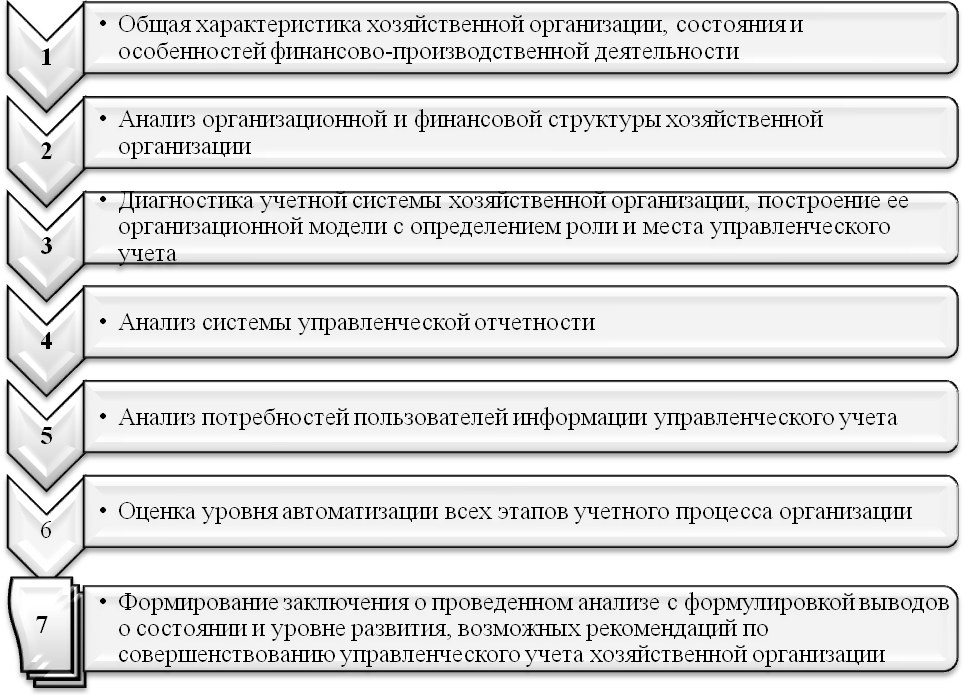 1
• Общая характеристика хозяйственной организации, состояния и
особенностей финансово-производственной деятельности
2
• Анализ организационной и финансовой структуры хозяйственной
организации
3
• Диагностика учетной системы хозяйственной организации, построение ее
организационной модели с определением роли и места управленческого
учета
4
• Анализ системы управленческой отчетности
5
• Анализ потребностей пользователей информации управленческого учета
6
• Оценка уровня автоматизации всех этапов учетного процесса организации
7
• Формирование заключения о проведенном анализе с формулировкой выводов
о состоянии и уровне развития, возможных рекомендаций по
совершенствованию управленческого учета хозяйственной организации